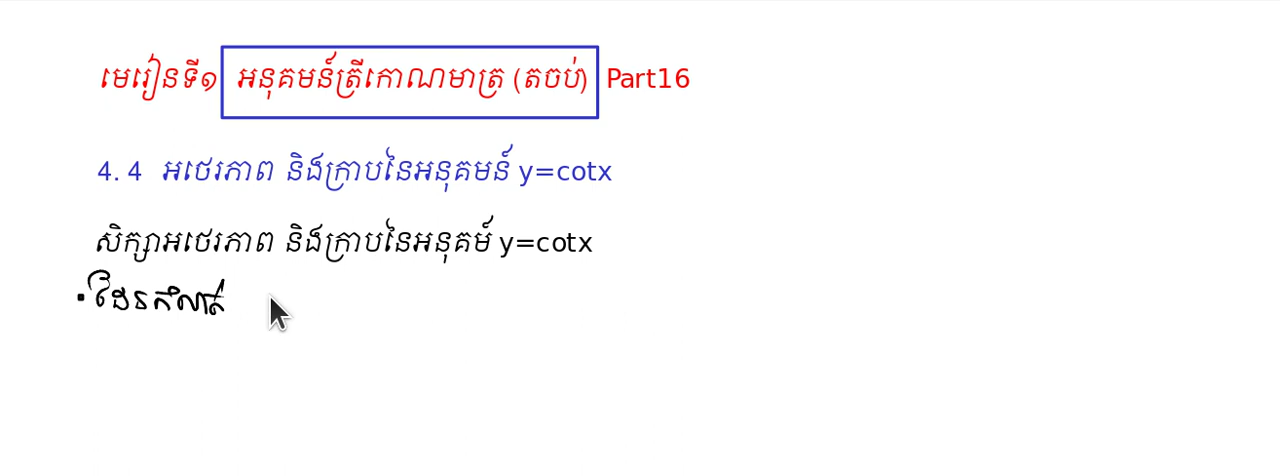 មេរៀនទី១ អនុគមន៍ត្រីកោណមាត្រ (តចប់) Part16
4. 4 អថេរភាព និងក្រាបនៃអនុគមន៍ y=cotx
សិក្សាអថេរភាព និងក្រាបនៃអនុគម៍ y=cotx
ដែនកំណត់